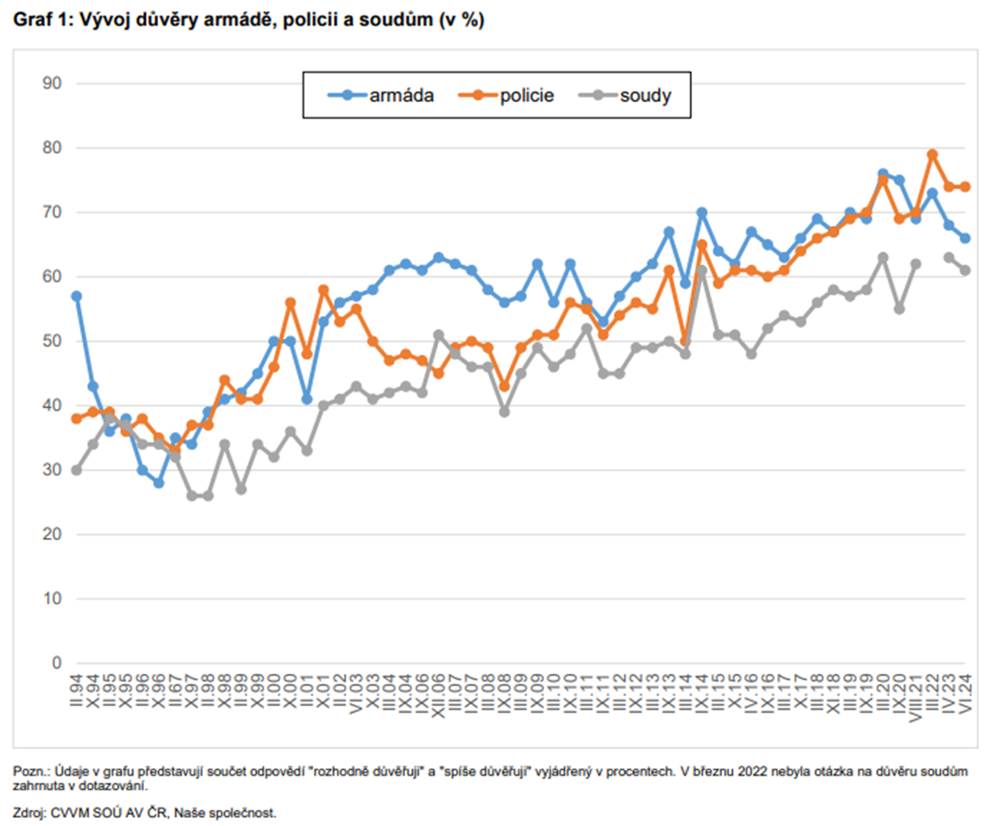 Graf 1: Vývoj důvěry armádě, policii a soudům (v %)
armáda policie soudy
90
80
70
60
50
40
30
20
10
0
II.94 X.94 II.95 X.95 II.96 X.96 II.67 X.97 II.98 X.98 II.99 X.99 II.00 X.00 II.01 X.01 II.02 VI.03 X.03 III.04 IX.04 IX.06 XII.06 III.07 IX.07 III.08 IX.08 III.09 IX.09 III.10 IX.10 III.11 IX.11 III.12 IX.12 III.13 IX.13 III.14 IX.14 III.15 X.15 IV.16 IX.16 III.17 X.17 III.18 XI.18 III.19 IX.19 III.20 IX.20 VII.21 III.22 IV.23 VI.24
Pozn.: Údaje v grafu představují součet odpovědí "rozhodně důvěřuji" a "spíše důvěřuji" vyjádřený v procentech. V březnu 2022 nebyla otázka na důvěru soudům
zahrnuta v dotazování.
Zdroj: CVVM SOÚ AV ČR, Naše společnost.